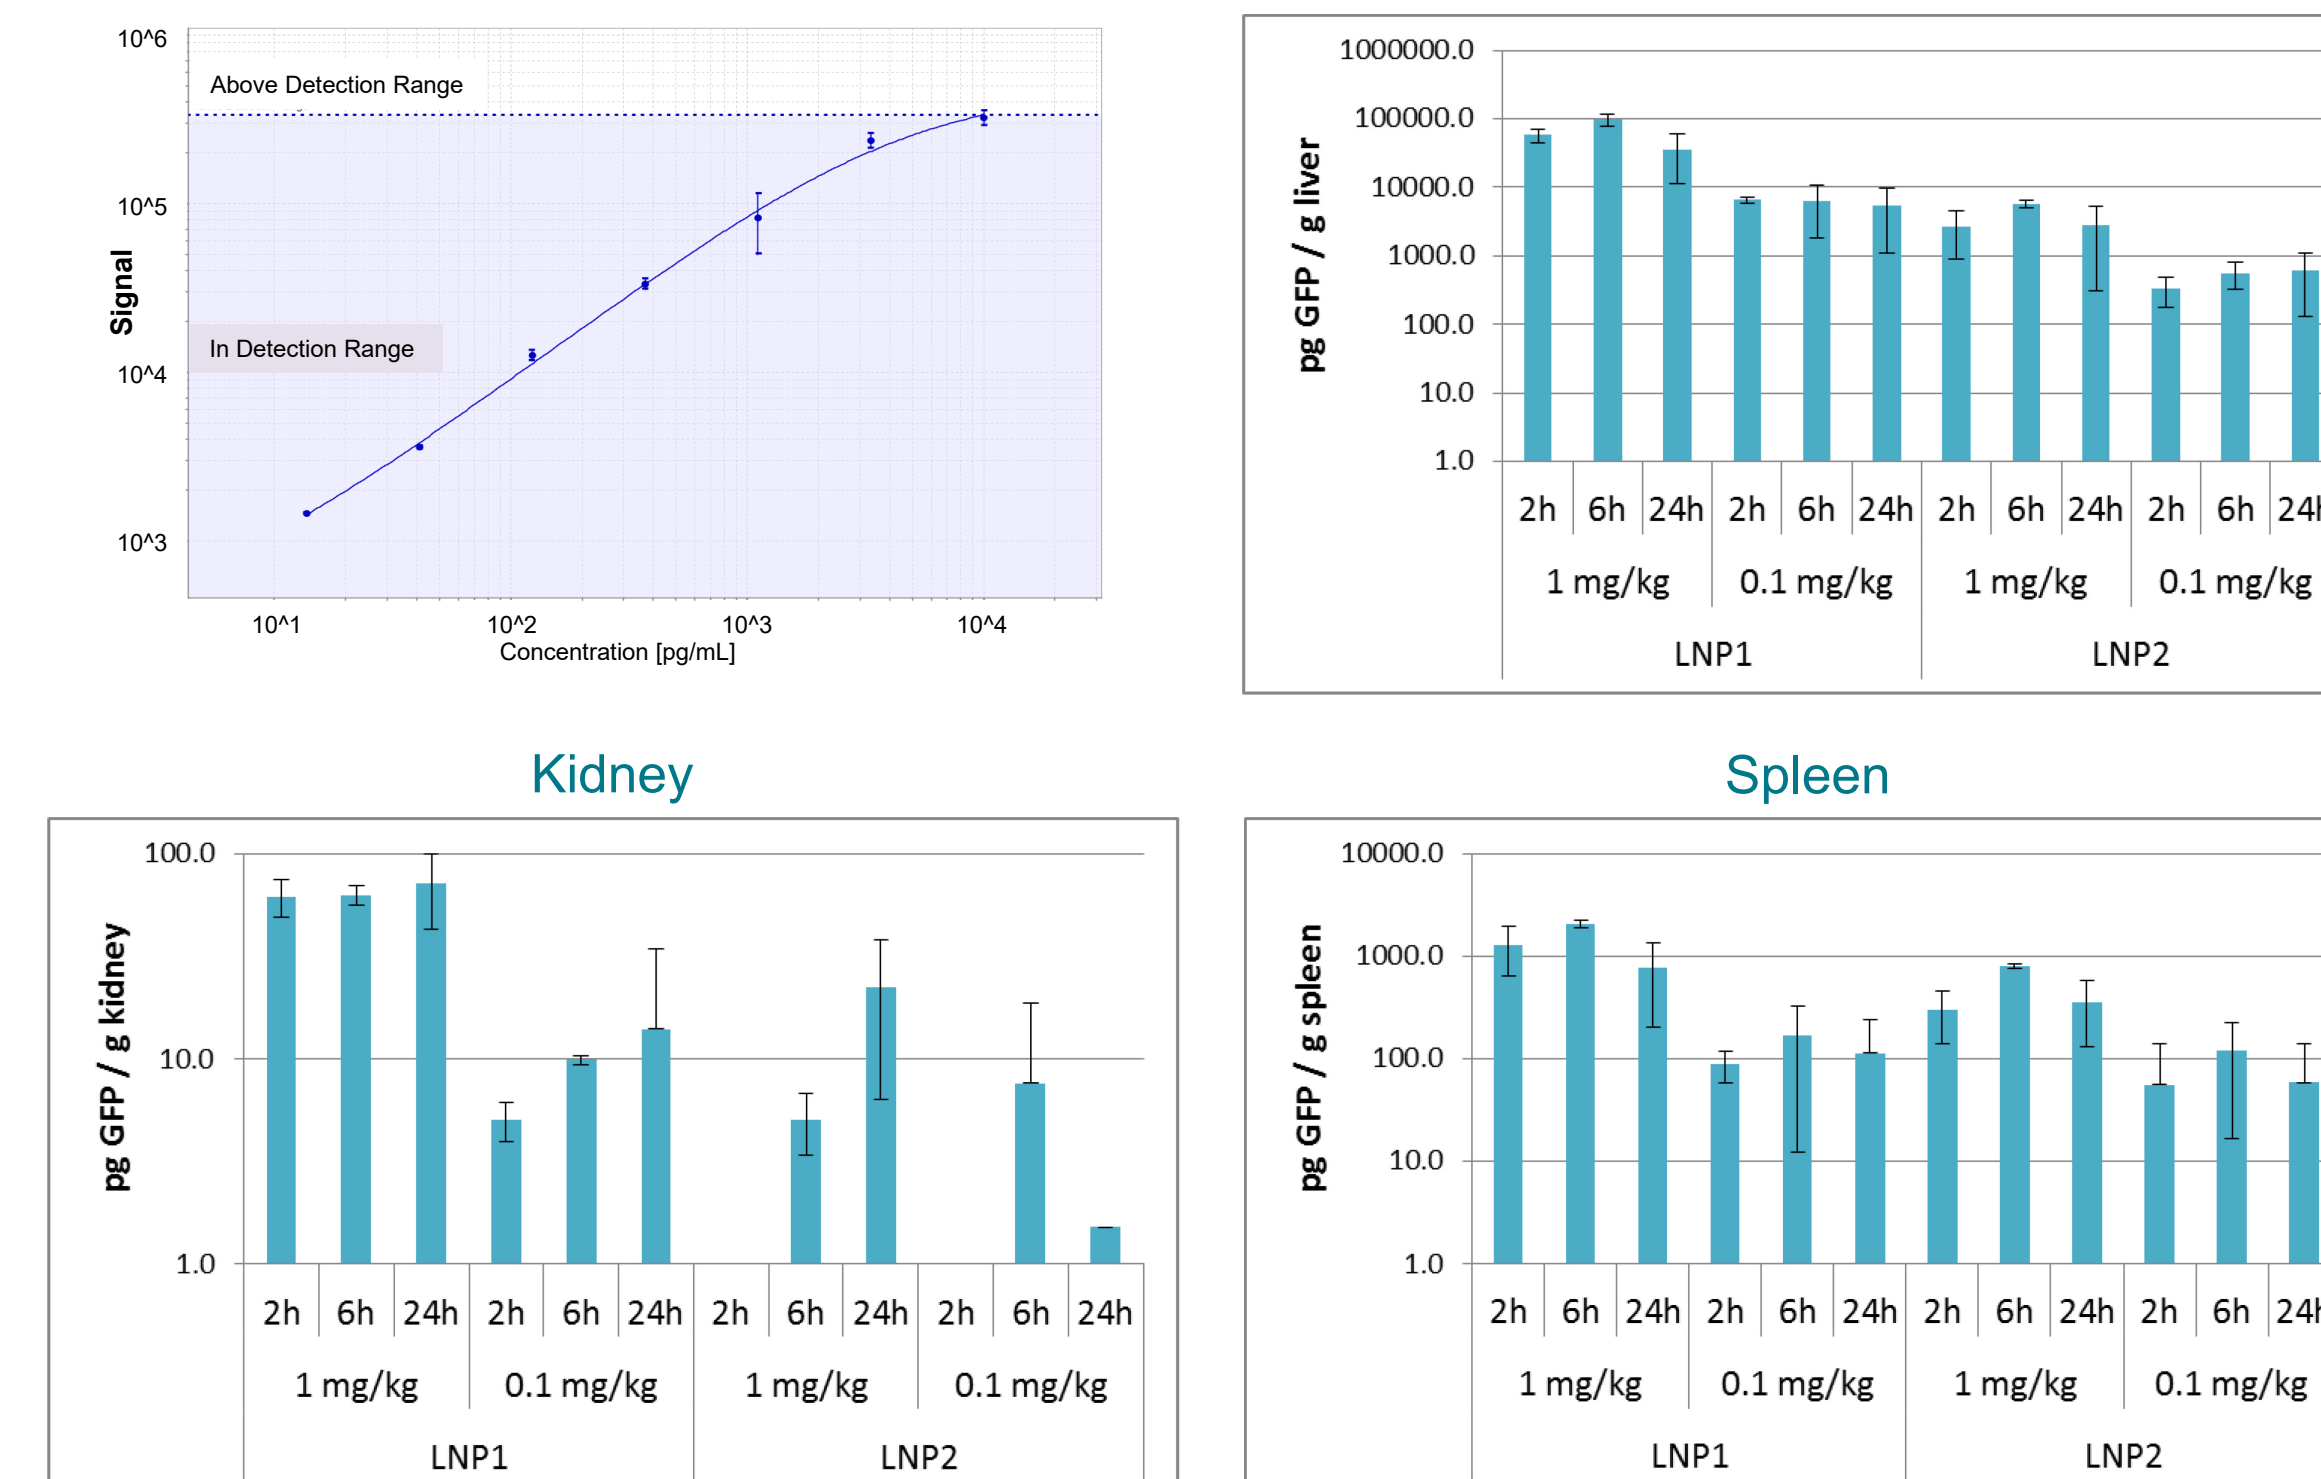 10^6
Above Detection Range
10^5
Signal
In Detection Range
10^4
10^3
10^1 10^2 10^3 10^4
Concentration [pg/mL]
1000000.0
100000.0
10000.0
1000.0
100.0
10.0
1.0
pg GFP / g liver
2h 6h 24h 2h 6h 24h 2h 6h 24h 2h 6h 24h
1 mg/kg 0.1 mg/kg 1 mg/kg 0.1 mg/kg
LNP1 LNP2
Kidney
100.0
10.0
1.0
pg GFP / g kidney
2h 6h 24h 2h 6h 24h 2h 6h 24h 2h 6h 24h
1 mg/kg 0.1 mg/kg 1 mg/kg 0.1 mg/kg
LNP1 LNP2
Spleen
10000.0
1000.0
100.0
10.0
1.0
pg GFP / g spleen
2h 6h 24h 2h 6h 24h 2h 6h 24h 2h 6h 24h
1 mg/kg 0.1 mg/kg 1 mg/kg 0.1 mg/kg
LNP1 LNP2